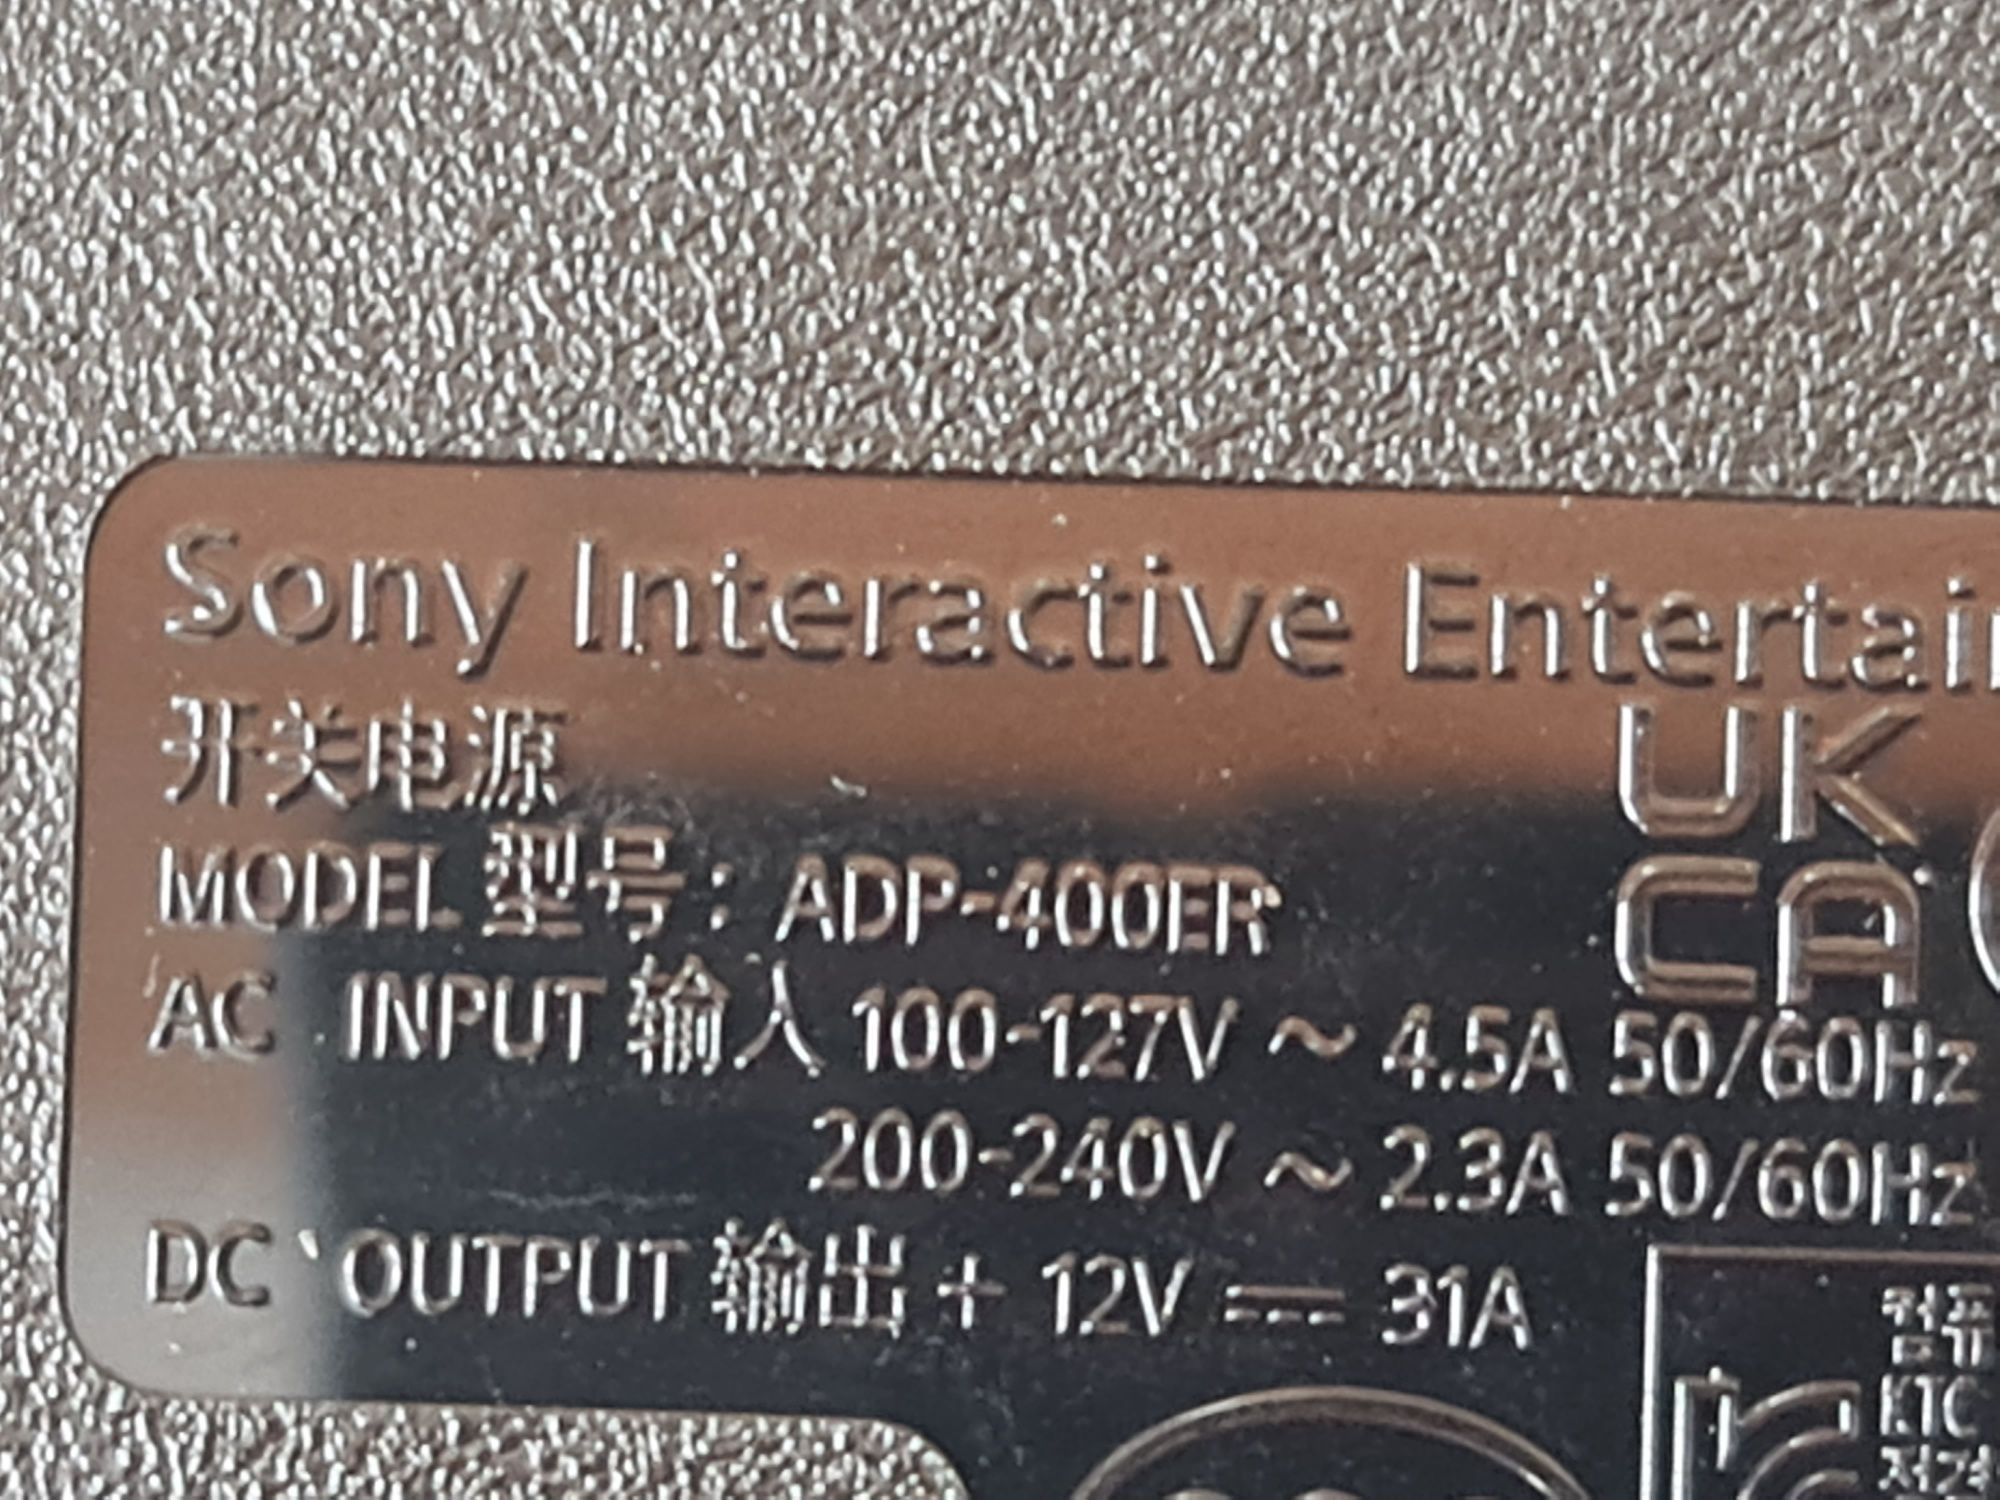 Sony Interactive Entertai
开关电源
MODEL 型号: ADP-400ER
AC INPUT 输入 100-127V ~ 4.5A 50/60Hz
200-240V ~ 2.3A 50/60Hz
DC OUTPUT 输出 + 12V ⎓ 31A
UK
CA
KTC